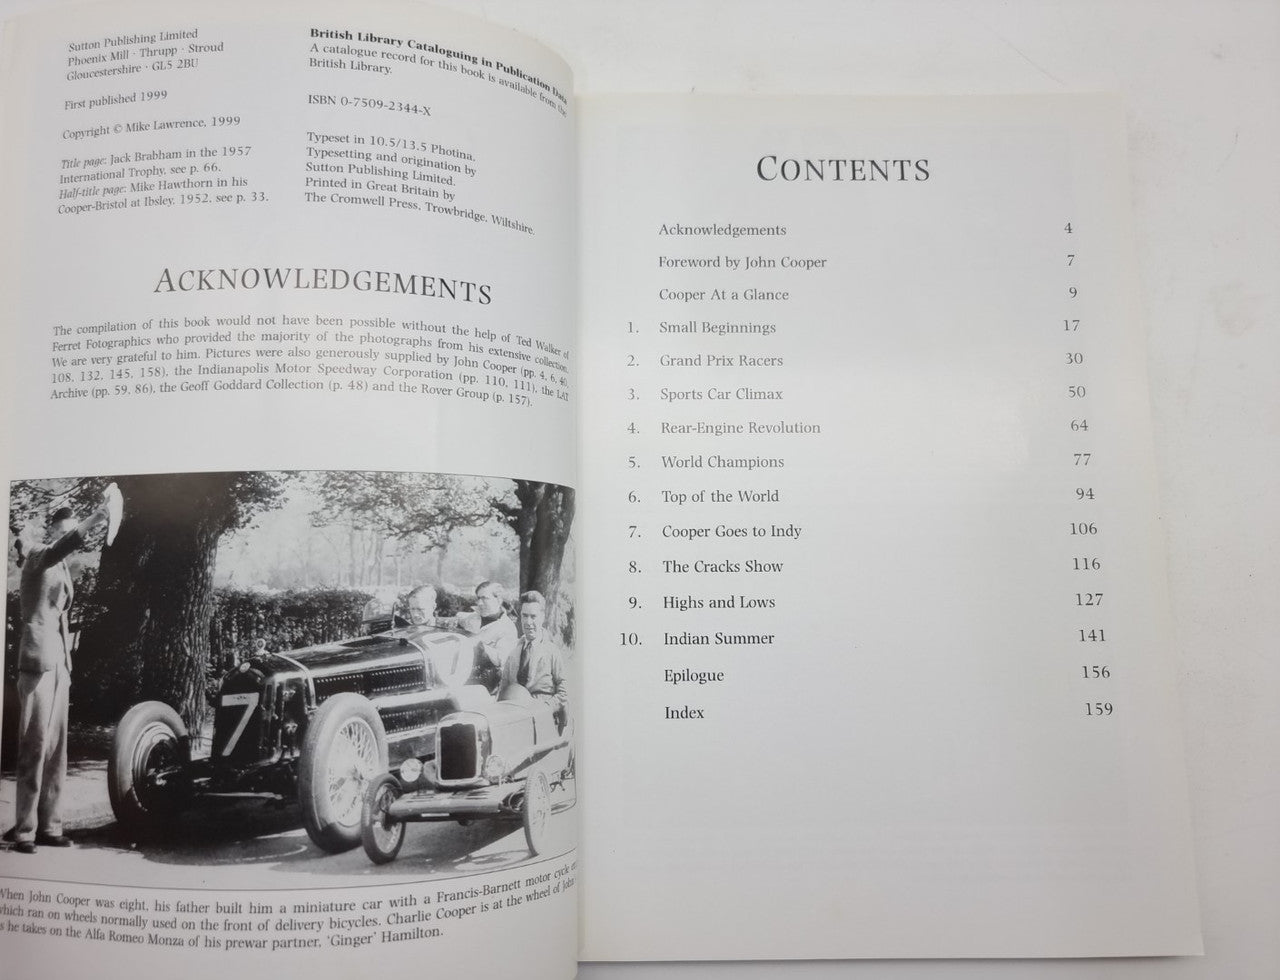 Sutton Publishing Limited
Phoenix Mill · Thrupp · Stroud
Gloucestershire · GL5 2BU
First published 1999
Copyright © Mike Lawrence, 1999
Title page: Jack Brabham in the 1957
International Trophy, see p. 66.
Half-title page: Mike Hawthorn in his
Cooper-Bristol at Ibsley, 1952, see p. 33.
British Library Cataloguing in Publication Data
A catalogue record for this book is available from the
British Library.
ISBN 0-7509-2344-X
Typeset in 10.5/13.5 Photina.
Typesetting and origination by
Sutton Publishing Limited.
Printed in Great Britain by
The Cromwell Press, Trowbridge, Wiltshire.
ACKNOWLEDGEMENTS
The compilation of this book would not have been possible without the help of Ted Walker of
Ferret Fotographics who provided the majority of the photographs from his extensive collection.
We are very grateful to him. Pictures were also generously supplied by John Cooper (pp. 4, 6, 40,
108, 132, 145, 158), the Indianapolis Motor Speedway Corporation (pp. 110, 111), the LAT
Archive (pp. 59, 86), the Geoff Goddard Collection (p. 48) and the Rover Group (p. 157).
7
When John Cooper was eight, his father built him a miniature car with a Francis-Barnett motor cycle
which ran on wheels normally used on the front of delivery bicycles. Charlie Cooper is at the wheel of John's
as he takes on the Alfa Romeo Monza of his prewar partner, 'Ginger' Hamilton.
CONTENTS
Acknowledgements 4
Foreword by John Cooper 7
Cooper At a Glance 9
1. Small Beginnings 17
2. Grand Prix Racers 30
3. Sports Car Climax 50
4. Rear-Engine Revolution 64
5. World Champions 77
6. Top of the World 94
7. Cooper Goes to Indy 106
8. The Cracks Show 116
9. Highs and Lows 127
10. Indian Summer 141
Epilogue 156
Index 159